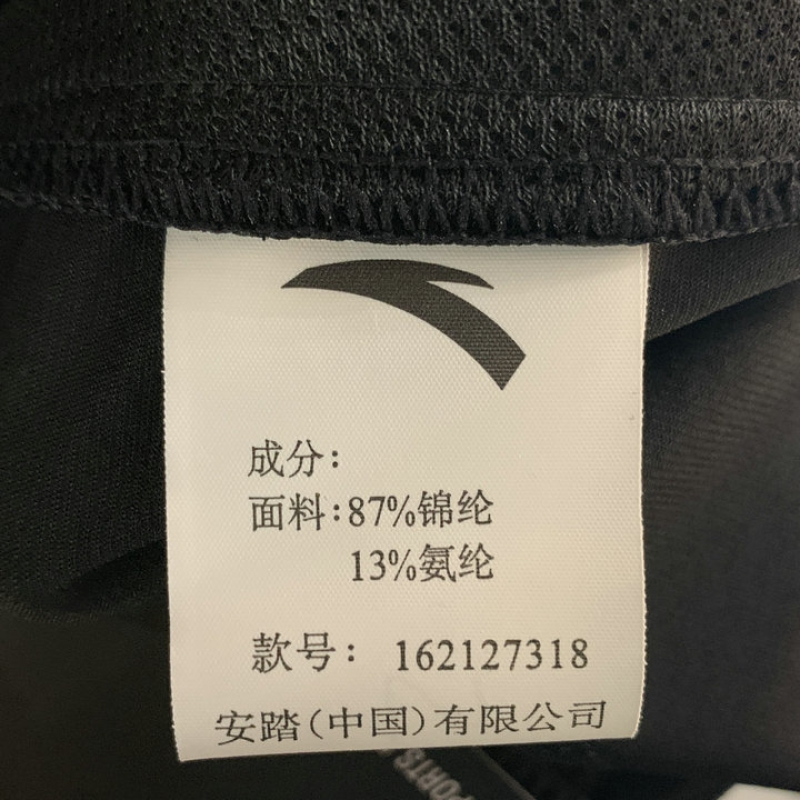 成分:
面料:87%锦纶
13%氨纶
款号: 162127318
安踏(中国)有限公司
PORTS